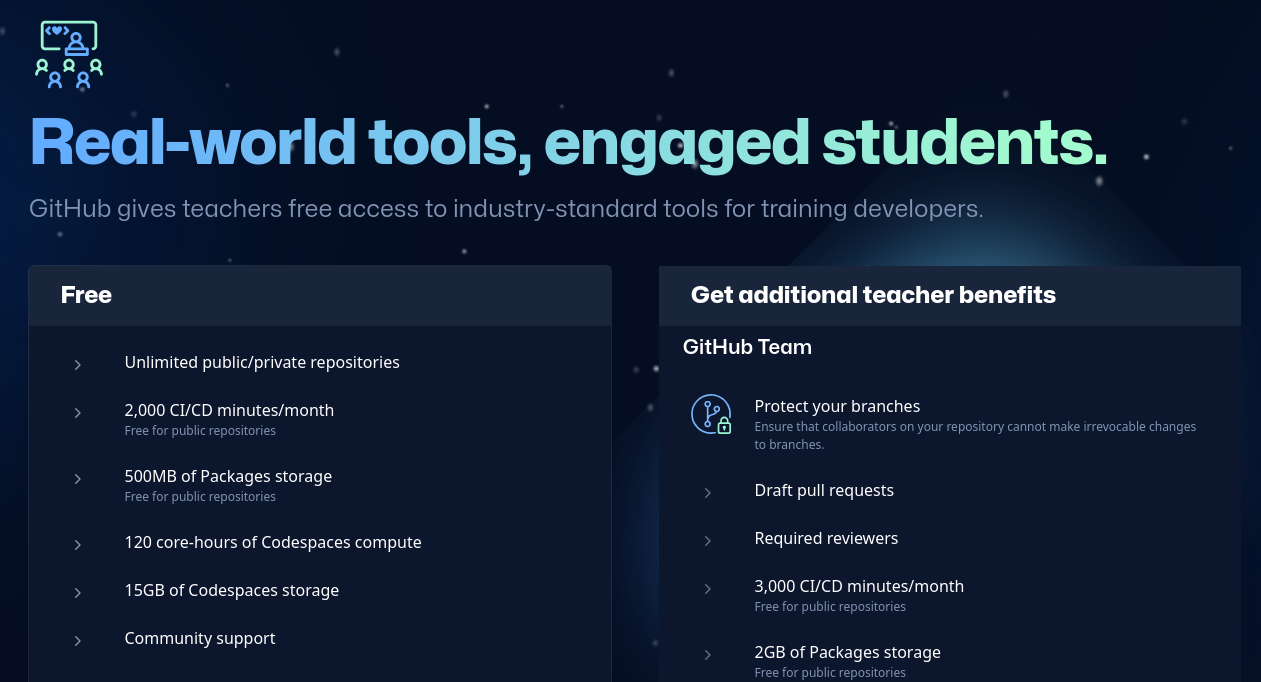 Real-world tools, engaged students.
GitHub gives teachers free access to industry-standard tools for training developers.
Free
Unlimited public/private repositories
2,000 CI/CD minutes/month
Free for public repositories
500MB of Packages storage
Free for public repositories
120 core-hours of Codespaces compute
15GB of Codespaces storage
Community support
Get additional teacher benefits
GitHub Team
Protect your branches
Ensure that collaborators on your repository cannot make irrevocable changes
to branches.
Draft pull requests
Required reviewers
3,000 CI/CD minutes/month
Free for public repositories
2GB of Packages storage
Free for public repositories